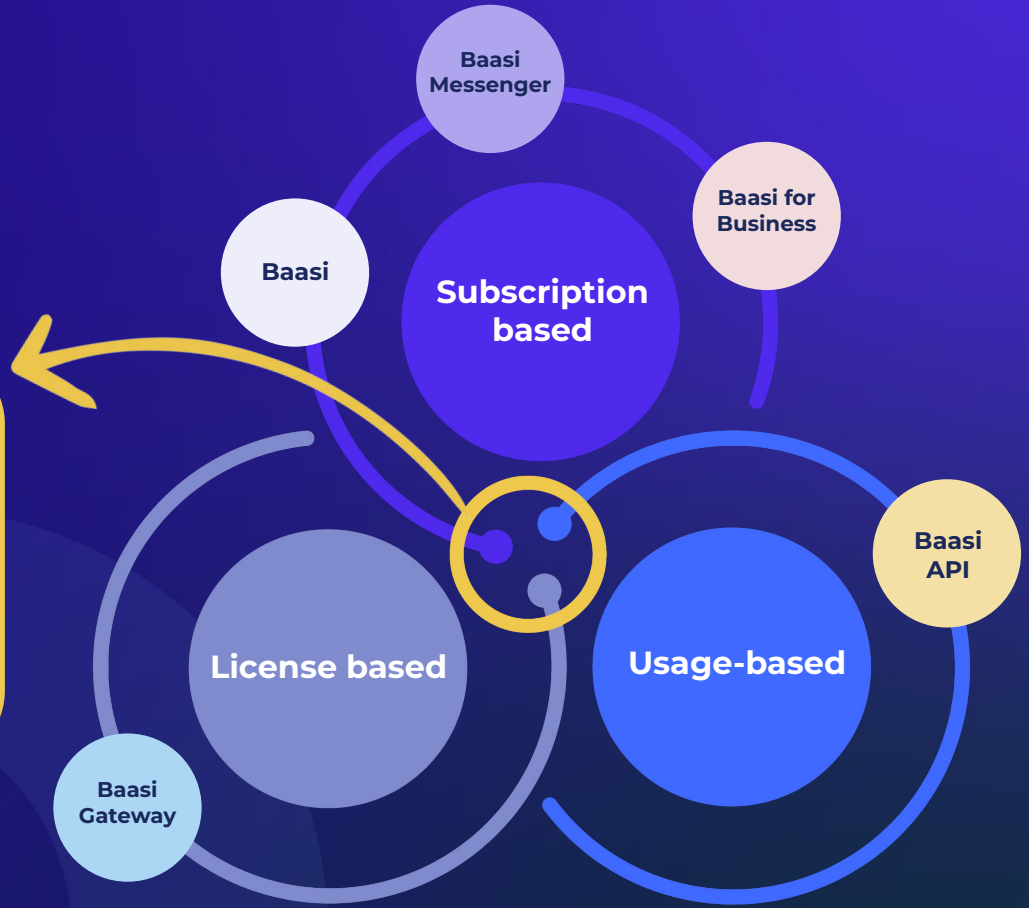 Baasi
Messenger
Baasi for
Business
Baasi
Subscription
based
Baasi
API
License based
Usage-based
Baasi
Gateway